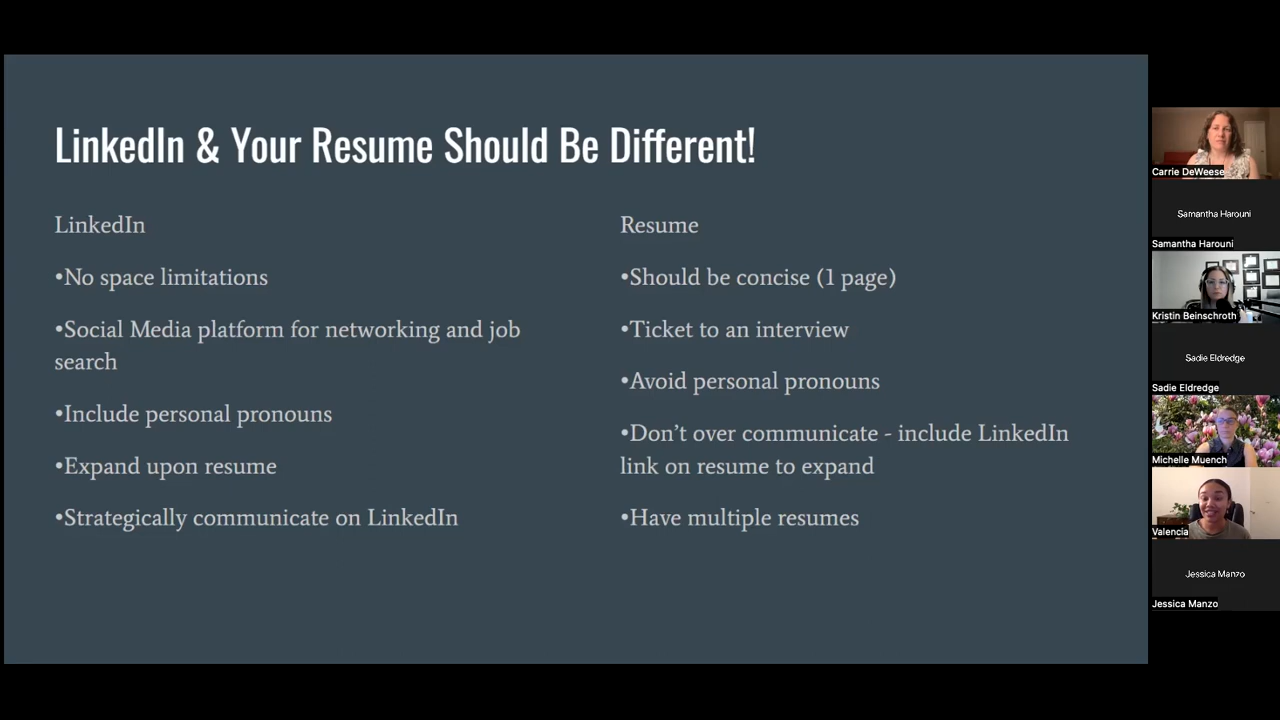 LinkedIn & Your Resume Should Be Different!
LinkedIn
•No space limitations
•Social Media platform for networking and job
search
•Include personal pronouns
•Expand upon resume
•Strategically communicate on LinkedIn
Resume
•Should be concise (1 page)
•Ticket to an interview
•Avoid personal pronouns
•Don’t over communicate - include LinkedIn
link on resume to expand
•Have multiple resumes
Carrie DeWeese
Samantha Harouni
Samantha Harouni
Kristin Beinschroth
Sadie Eldredge
Sadie Eldredge
Michelle Muench
Valencia
Jessica Manzo
Jessica Manzo